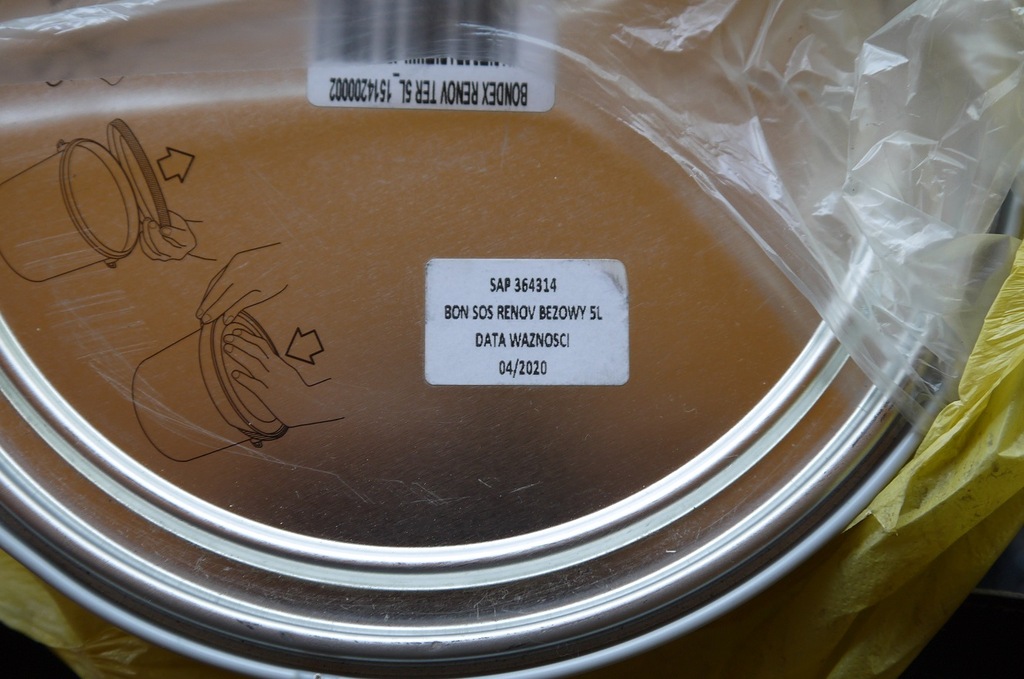 BONDEX RENOV TER 5L_1514200002
SAP 364314
BON SOS RENOV BEZOWY 5L
DATA WAZNOSCI
04/2020